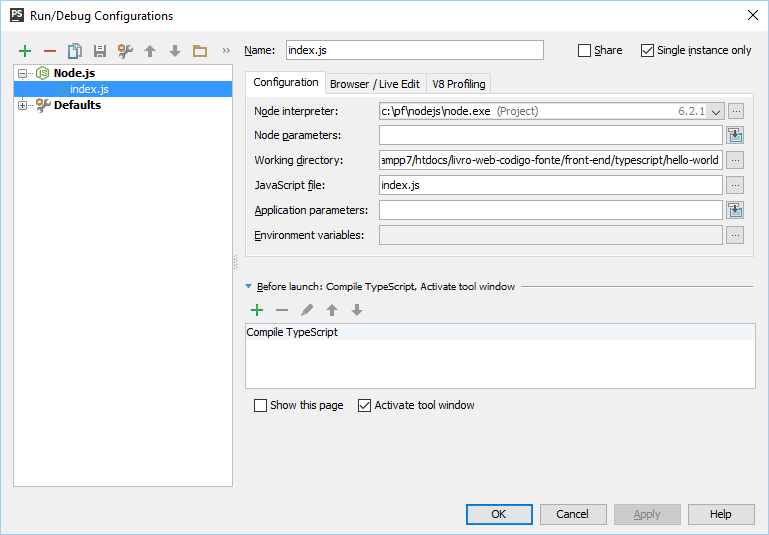 PS Run/Debug Configurations
Name: index.js Share Single instance only
Node.js
index.js
Defaults
Configuration Browser / Live Edit V8 Profiling
Node interpreter: c:\pf\nodejs\node.exe (Project) 6.2.1
Node parameters:
Working directory: ampp7/htdocs/livro-web-codigo-fonte/front-end/typescript/hello-world
JavaScript file: index.js
Application parameters:
Environment variables:
Before launch: Compile TypeScript, Activate tool window
Compile TypeScript
Show this page Activate tool window
OK Cancel Apply Help